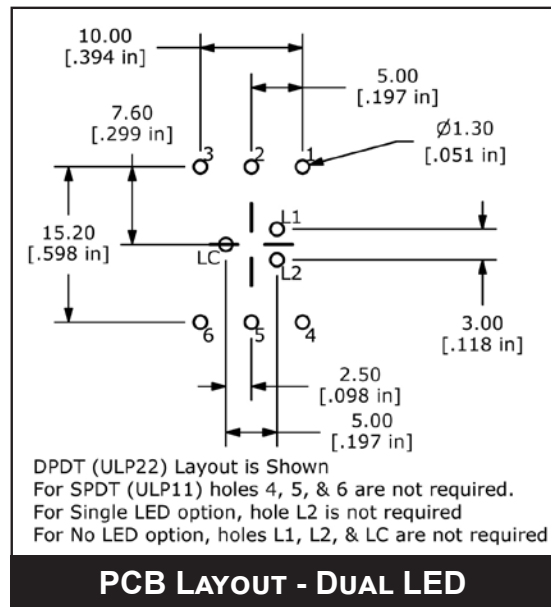 10.00
[.394 in]
5.00
[.197 in]
7.60
[.299 in]
Ø1.30
[.051 in]
3
2
1
15.20
[.598 in]
L1
LC
L2
3.00
[.118 in]
6
5
4
2.50
[.098 in]
5.00
[.197 in]
DPDT (ULP22) Layout is Shown
For SPDT (ULP11) holes 4, 5, & 6 are not required.
For Single LED option, hole L2 is not required
For No LED option, holes L1, L2, & LC are not required
PCB LAYOUT - DUAL LED